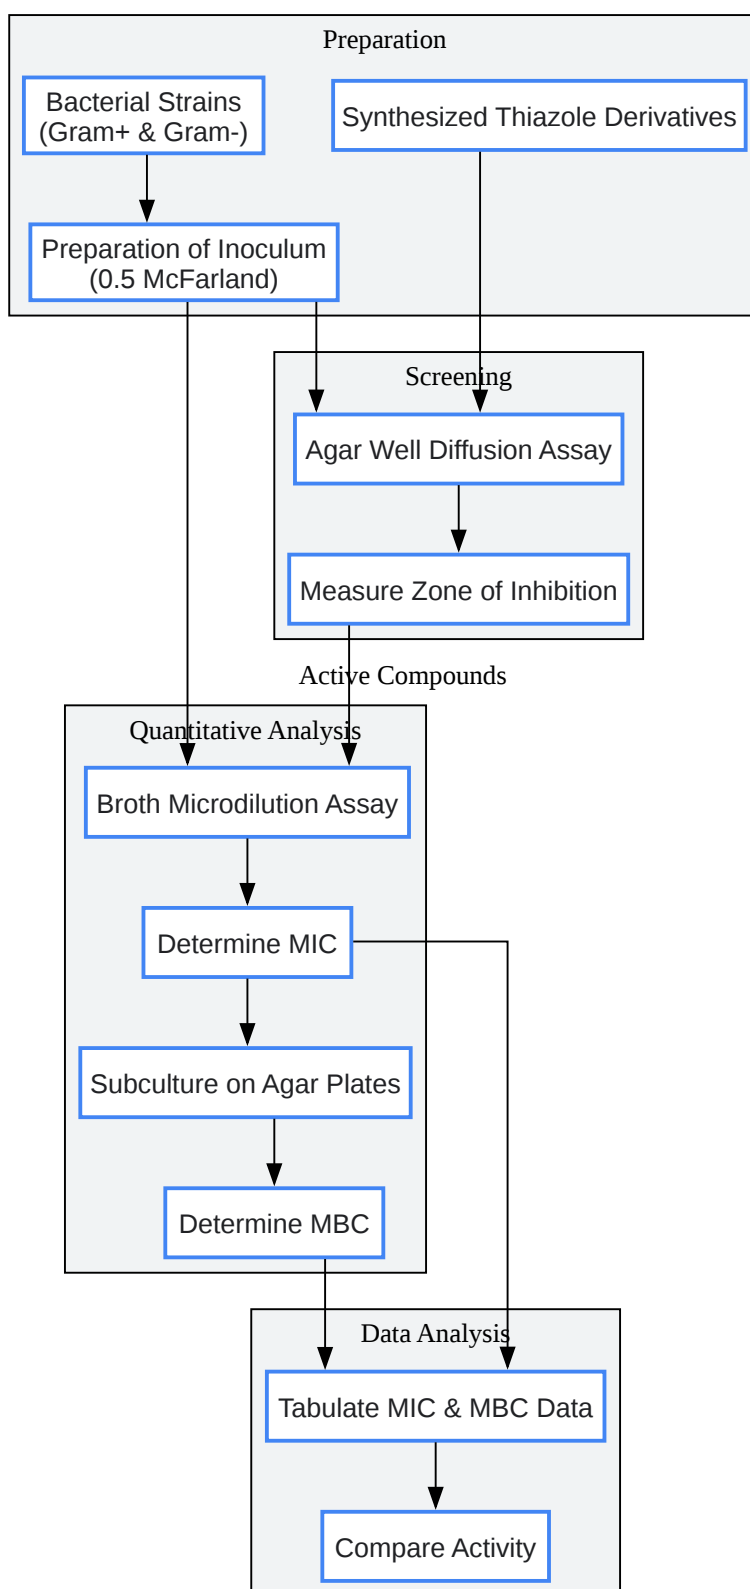 Preparation
Bacterial Strains
(Gram+ & Gram-)
Synthesized Thiazole Derivatives
Preparation of Inoculum
(0.5 McFarland)
Screening
Agar Well Diffusion Assay
Measure Zone of Inhibition
Active Compounds
Quantitative Analysis
Broth Microdilution Assay
Determine MIC
Subculture on Agar Plates
Determine MBC
Data Analysis
Tabulate MIC & MBC Data
Compare Activity